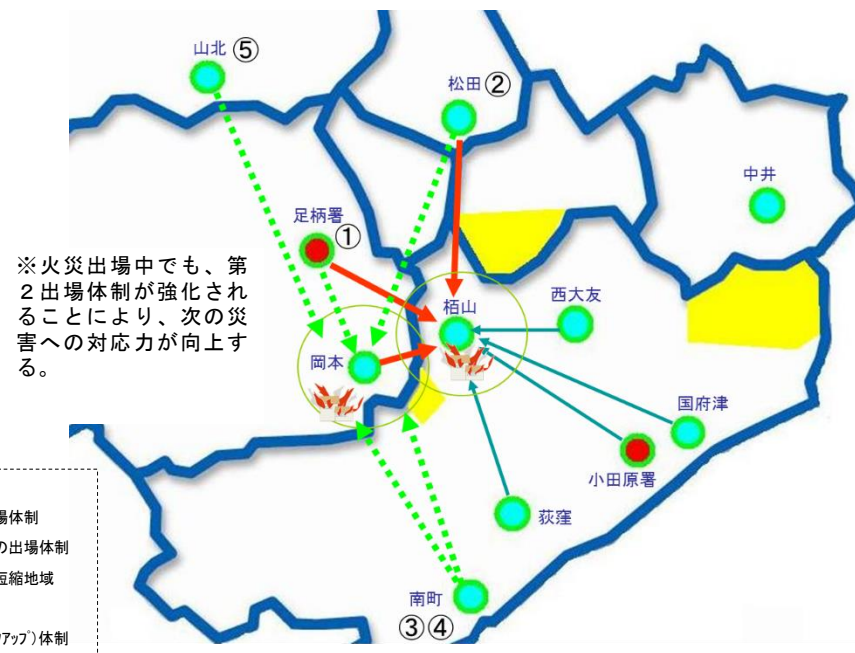 山北⑤
松田②
中井
足柄署
①
※火災出場中でも、第
２出場体制が強化され
ることにより、次の災
害への対応力が向上す
る。
栢山
西大友
岡本
国府津
小田原署
荻窪
南町
③④
場体制
の出場体制
短縮地域
ｸｱｯﾌﾟ)体制